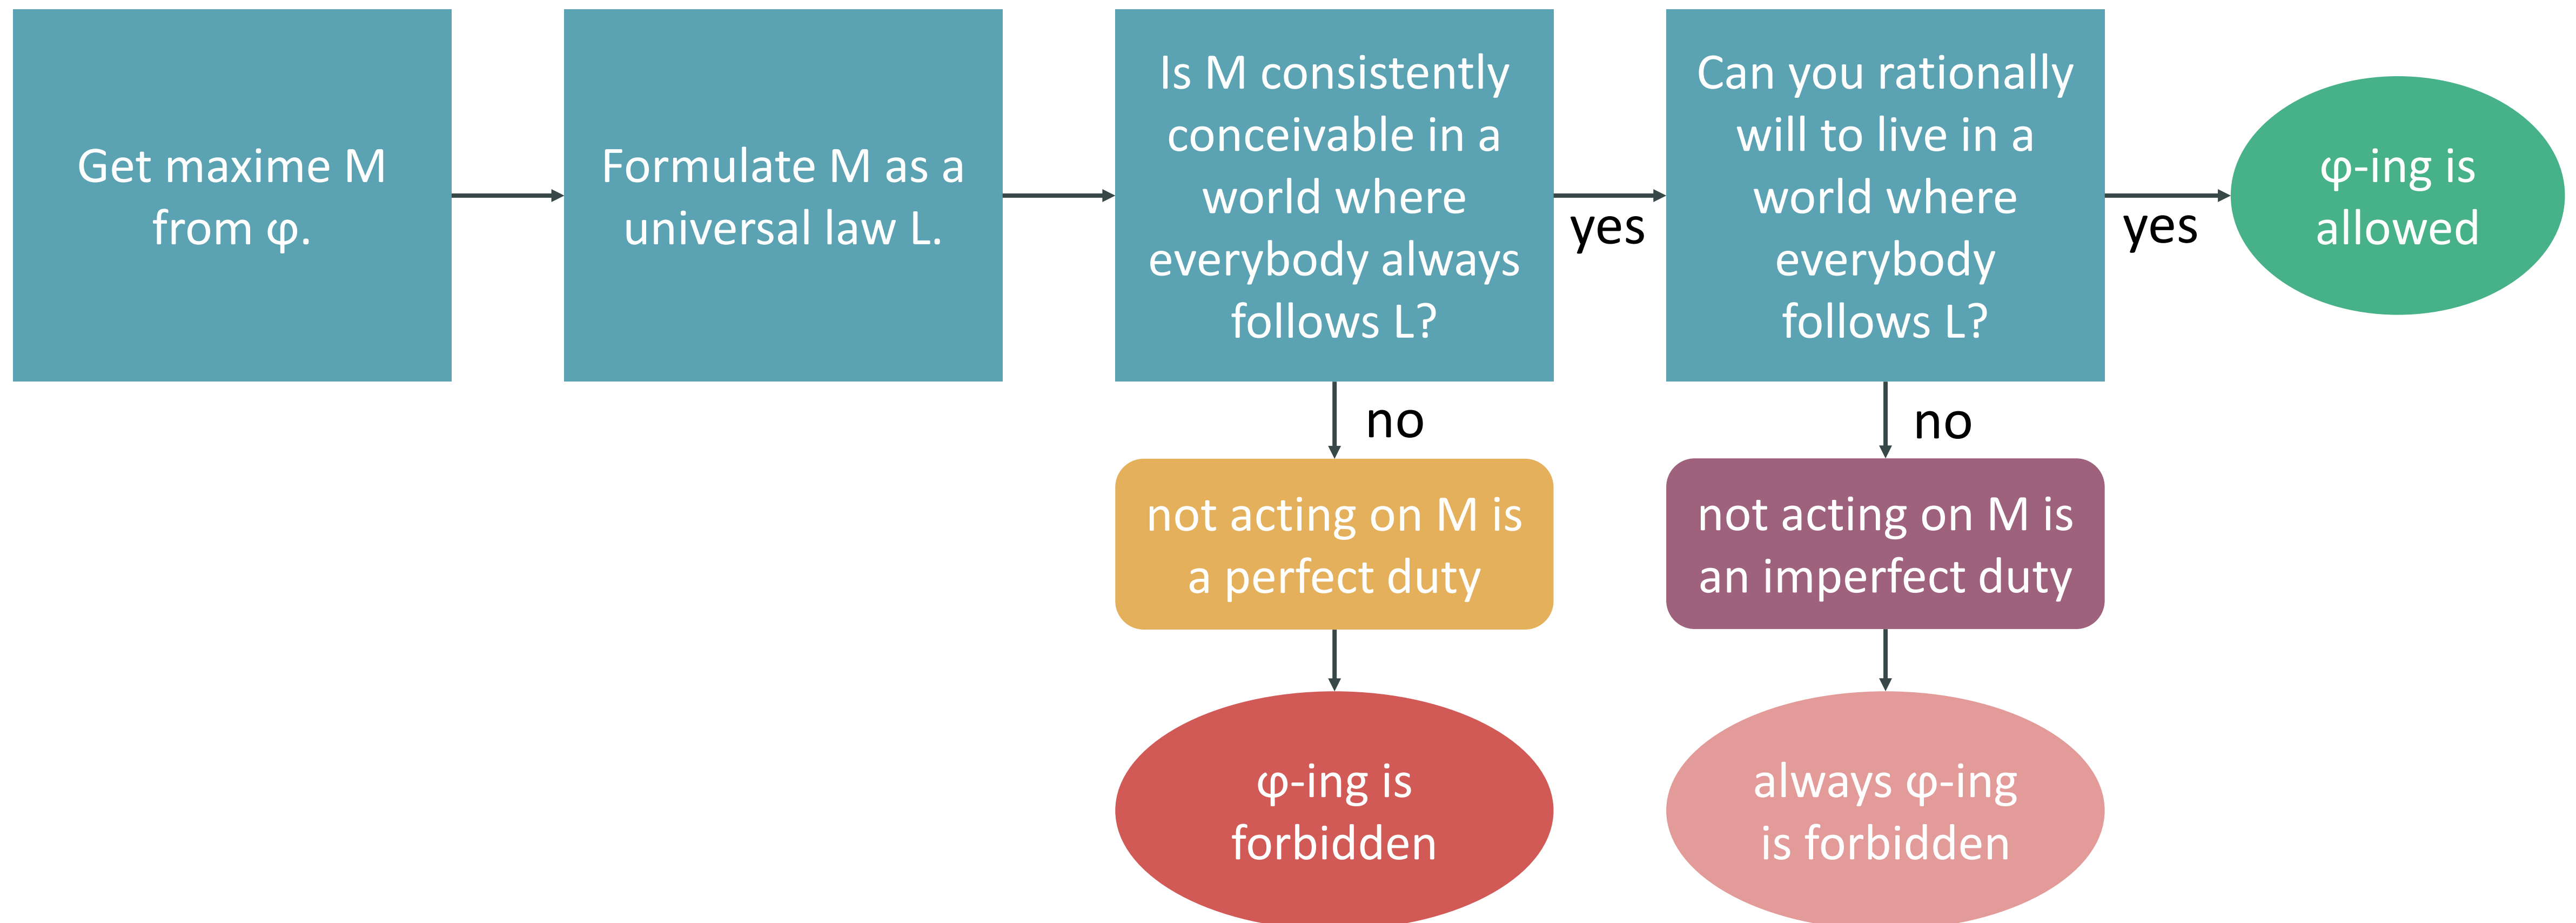 Get maxime M
from φ.
Formulate M as a
universal law L.
Is M consistently
conceivable in a
world where
everybody always
follows L?
yes
Can you rationally
will to live in a
world where
everybody
follows L?
yes
φ-ing is
allowed
no
no
not acting on M is
a perfect duty
not acting on M is
an imperfect duty
φ-ing is
forbidden
always φ-ing
is forbidden